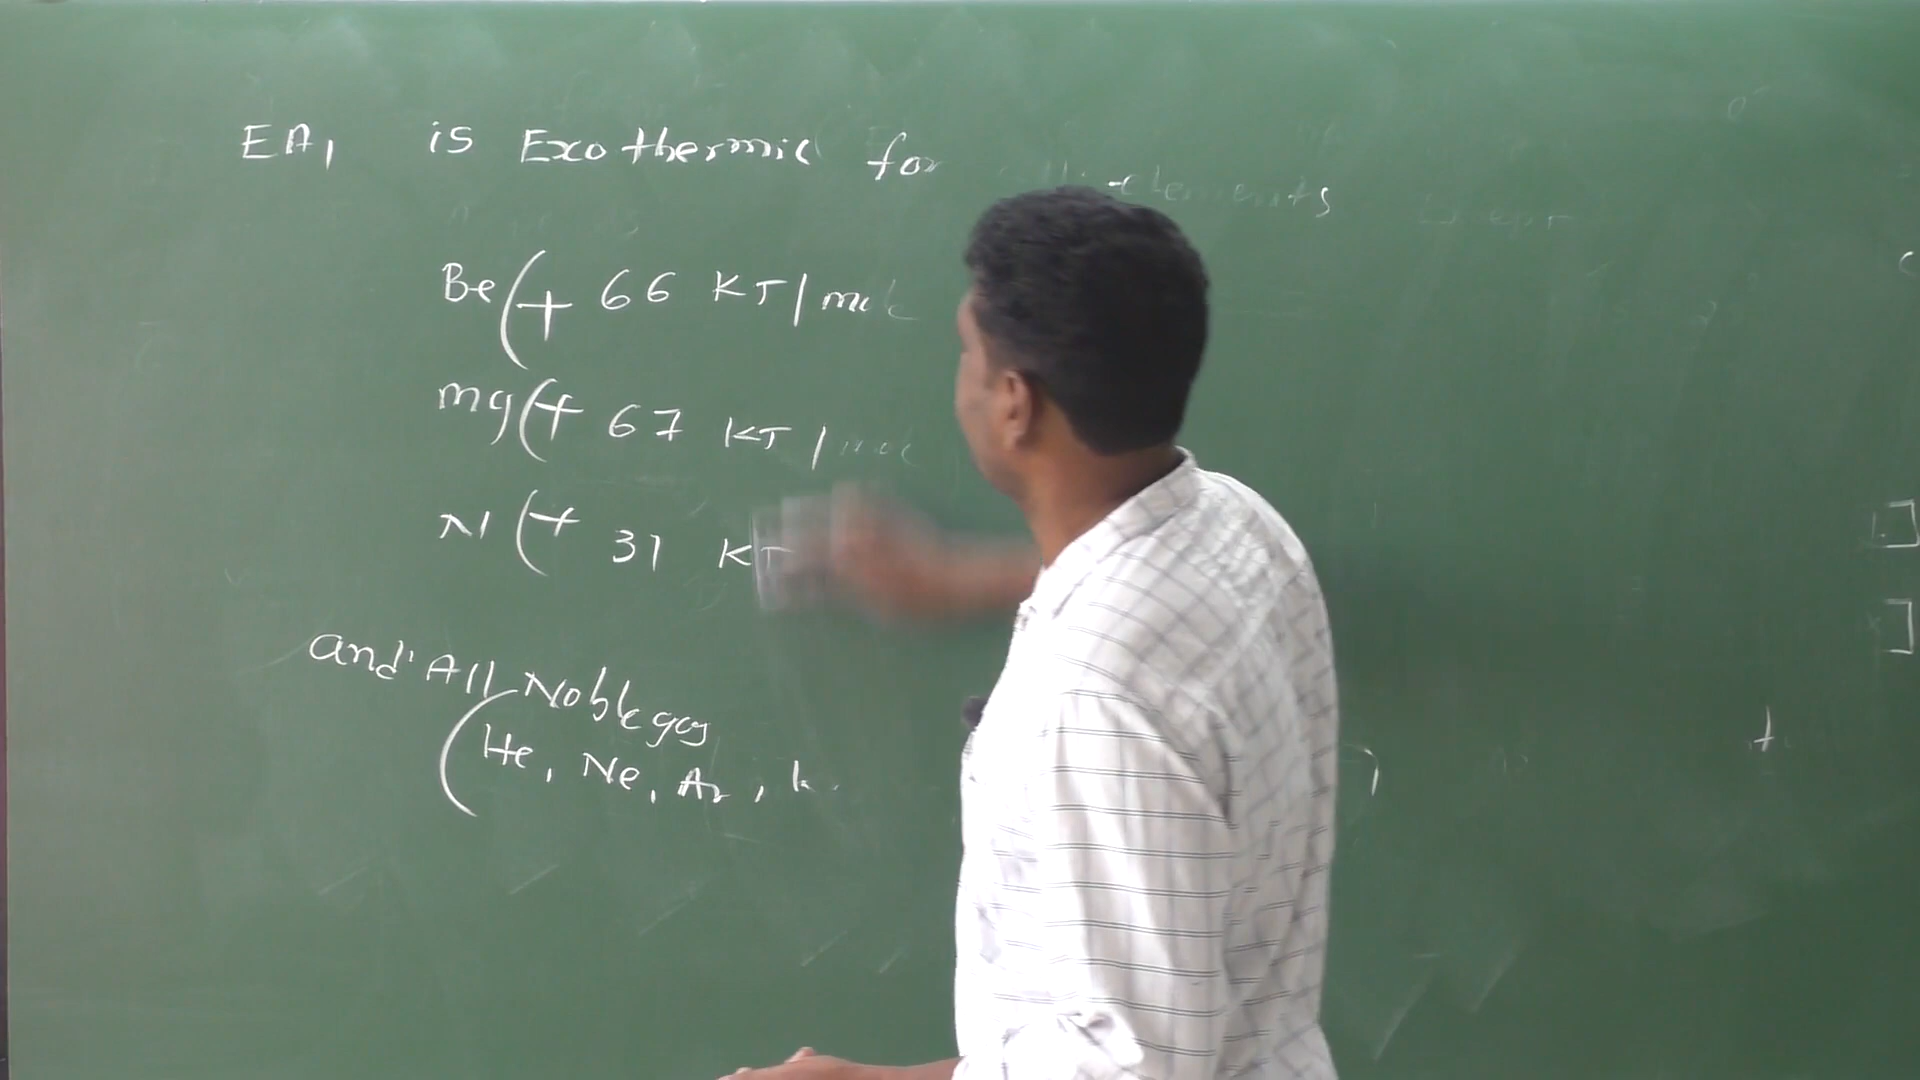 EA1 is Exothermic for elements Except
Be (+ 66 KJ/mol
mg (+ 67 KJ/mol
N (+ 31 KJ
and All Noble gas
(He, Ne, Ar, k